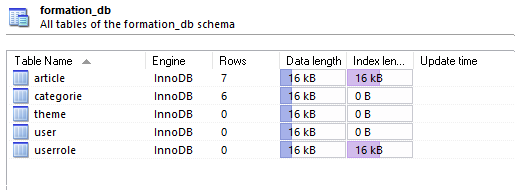 formation_db
All tables of the formation_db schema
Table Name Engine Rows Data length Index len... Update time
article InnoDB 7 16 kB 16 kB
categorie InnoDB 6 16 kB 0 B
theme InnoDB 0 16 kB 0 B
user InnoDB 0 16 kB 0 B
userrole InnoDB 0 16 kB 16 kB